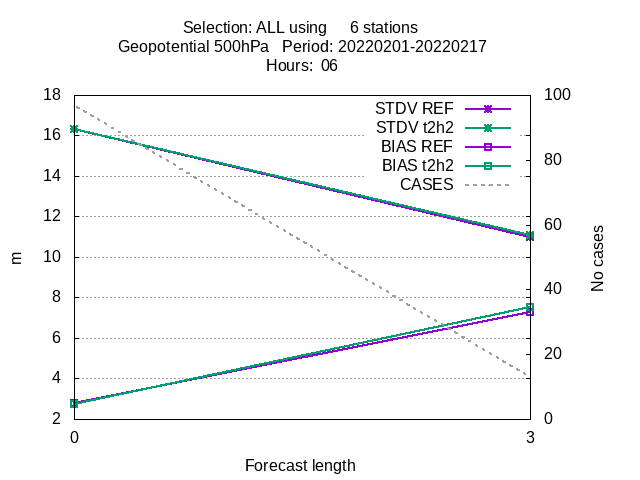 Selection: ALL using 6 stations
Geopotential 500hPa Period: 20220201-20220217
Hours: 06
18
16
14
12
10
8
6
4
2
m
STDV REF
STDV t2h2
BIAS REF
BIAS t2h2
CASES
100
80
60
40
20
0
No cases
0
3
Forecast length